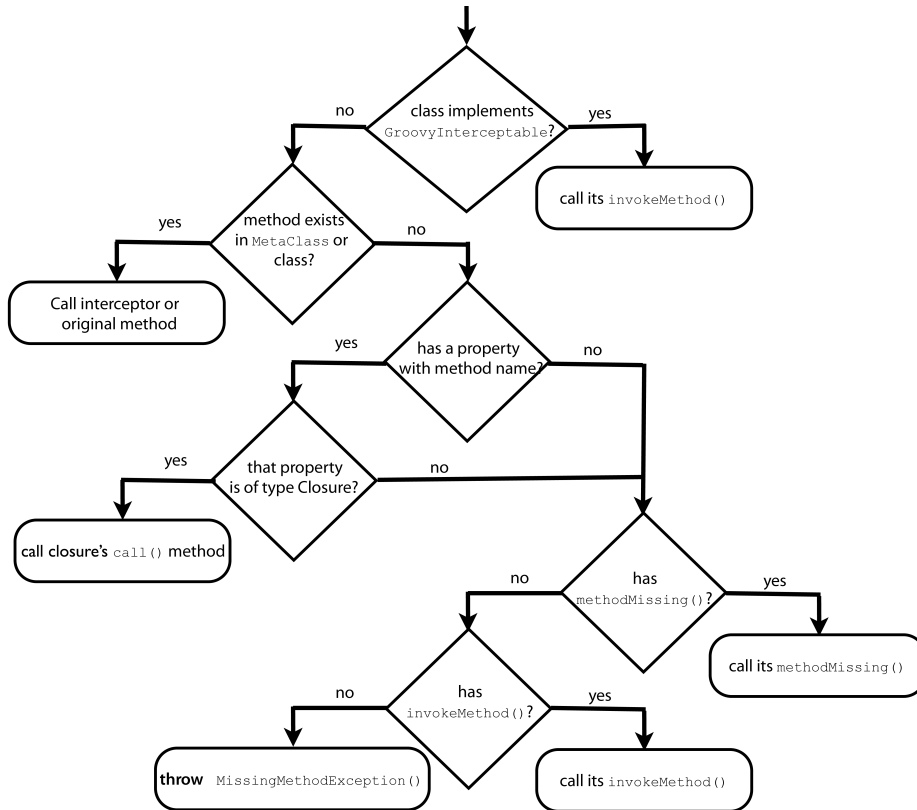 class implements
GroovyInterceptable?
no
yes
call its invokeMethod()
method exists
in MetaClass or
class?
yes
no
Call interceptor or
original method
has a property
with method name?
yes
no
that property
is of type Closure?
yes
no
call closure's call() method
has
methodMissing()?
no
yes
call its methodMissing()
has
invokeMethod()?
no
yes
throw MissingMethodException()
call its invokeMethod()